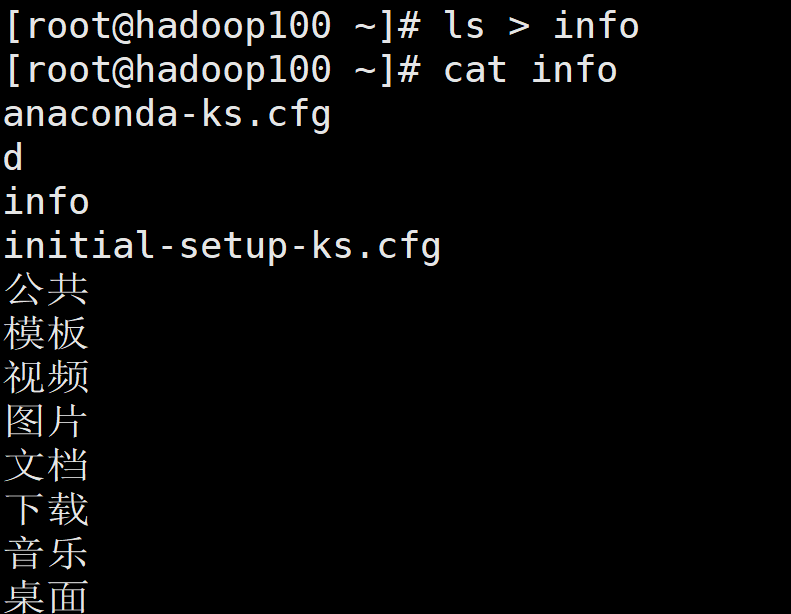 [root@hadoop100 ~]# ls > info
[root@hadoop100 ~]# cat info
anaconda-ks.cfg
d
info
initial-setup-ks.cfg
公共
模板
视频
图片
文档
下载
音乐
桌面